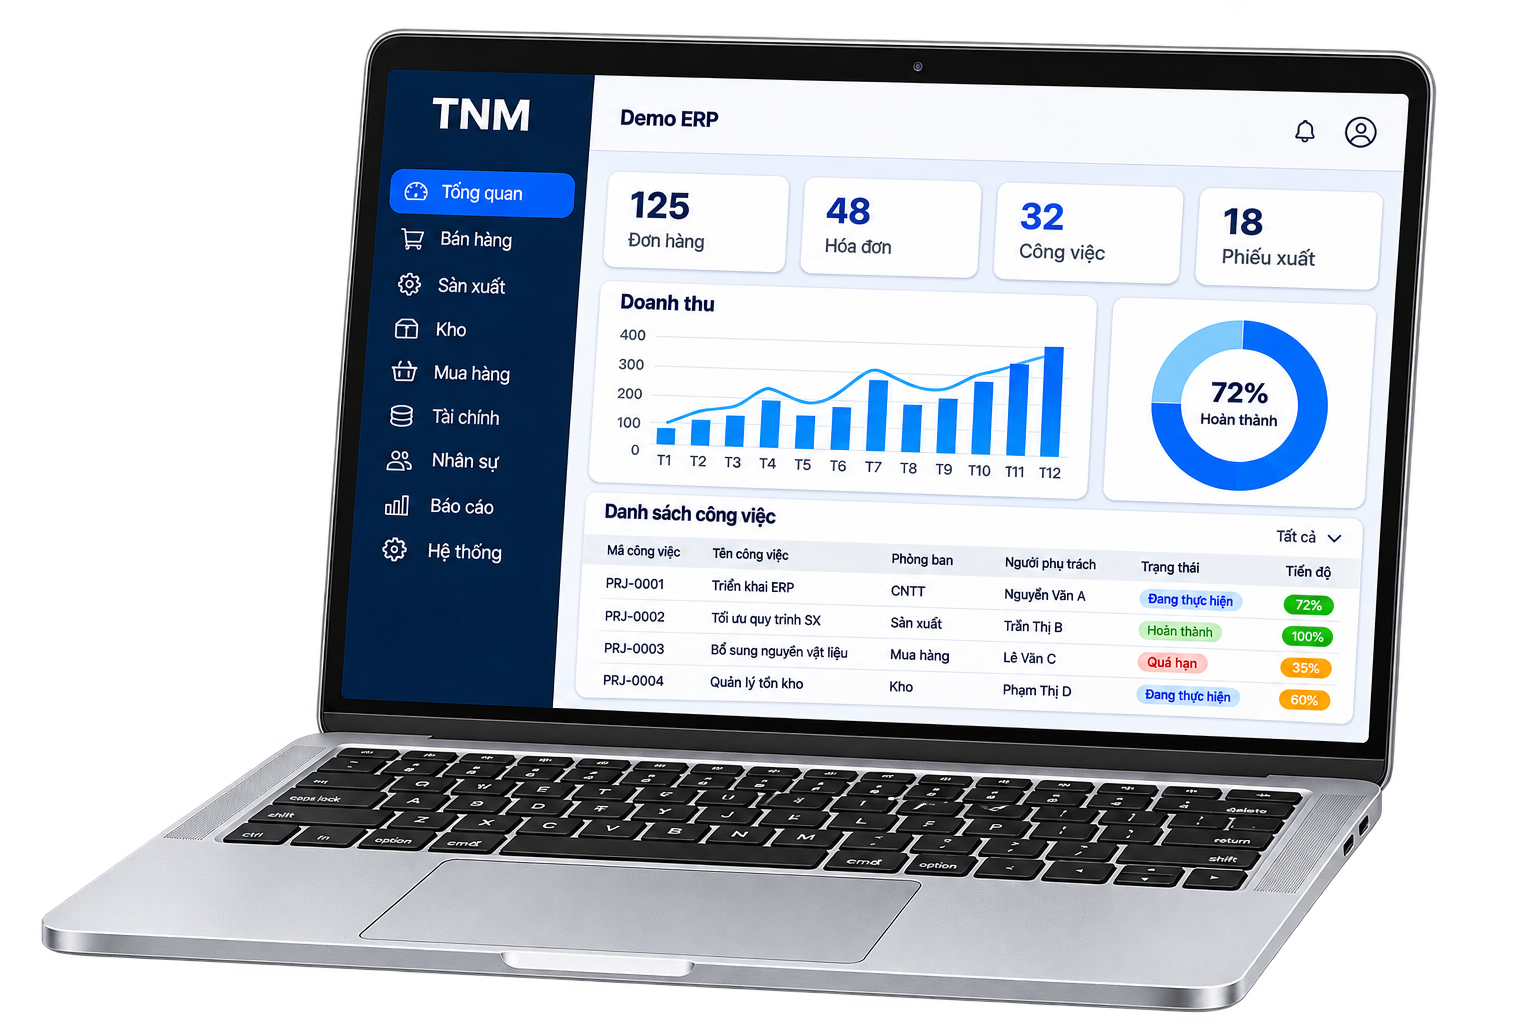 TNM
Demo ERP
Tổng quan
Bán hàng
Sản xuất
Kho
Mua hàng
Tài chính
Nhân sự
Báo cáo
Hệ thống
125
Đơn hàng
48
Hóa đơn
32
Công việc
18
Phiếu xuất
Doanh thu
400
300
200
100
0
T1 T2 T3 T4 T5 T6 T7 T8 T9 T10 T11 T12
72%
Hoàn thành
Danh sách công việc
Tất cả
Mã công việc Tên công việc Phòng ban Người phụ trách Trạng thái Tiến độ
PRJ-0001 Triển khai ERP CNTT Nguyễn Văn A Đang thực hiện 72%
PRJ-0002 Tối ưu quy trình SX Sản xuất Trần Thị B Hoàn thành 100%
PRJ-0003 Bổ sung nguyên vật liệu Mua hàng Lê Văn C Quá hạn 35%
PRJ-0004 Quản lý tồn kho Kho Phạm Thị D Đang thực hiện 60%
caps lock
shift
ctrl fn option cmd
Z X C V B N M
delete
return
shift
cmd option